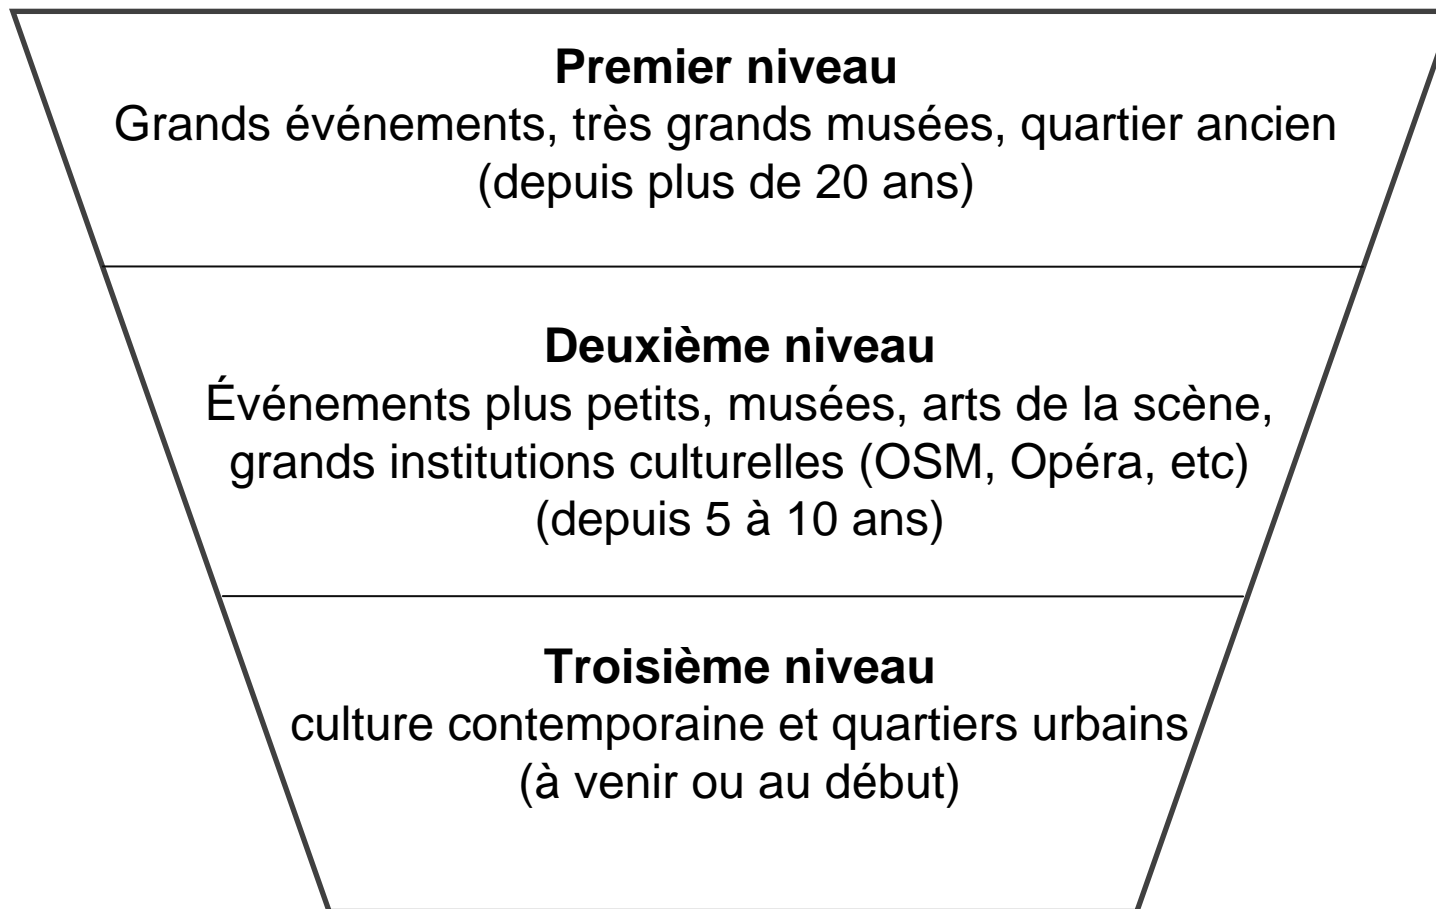 Premier niveau
Grands événements, très grands musées, quartier ancien
(depuis plus de 20 ans)
Deuxième niveau
Événements plus petits, musées, arts de la scène,
grands institutions culturelles (OSM, Opéra, etc)
(depuis 5 à 10 ans)
Troisième niveau
culture contemporaine et quartiers urbains
(à venir ou au début)